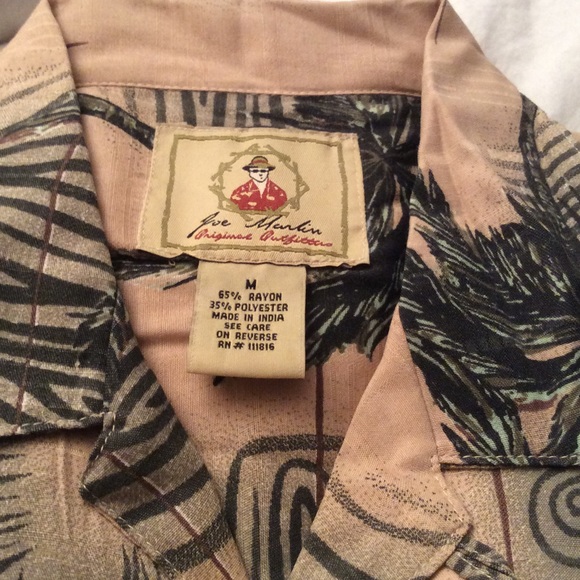 Joe Marlin
Original Outfitters
M
65% RAYON
35% POLYESTER
MADE IN INDIA
SEE CARE
ON REVERSE
RN # 111816